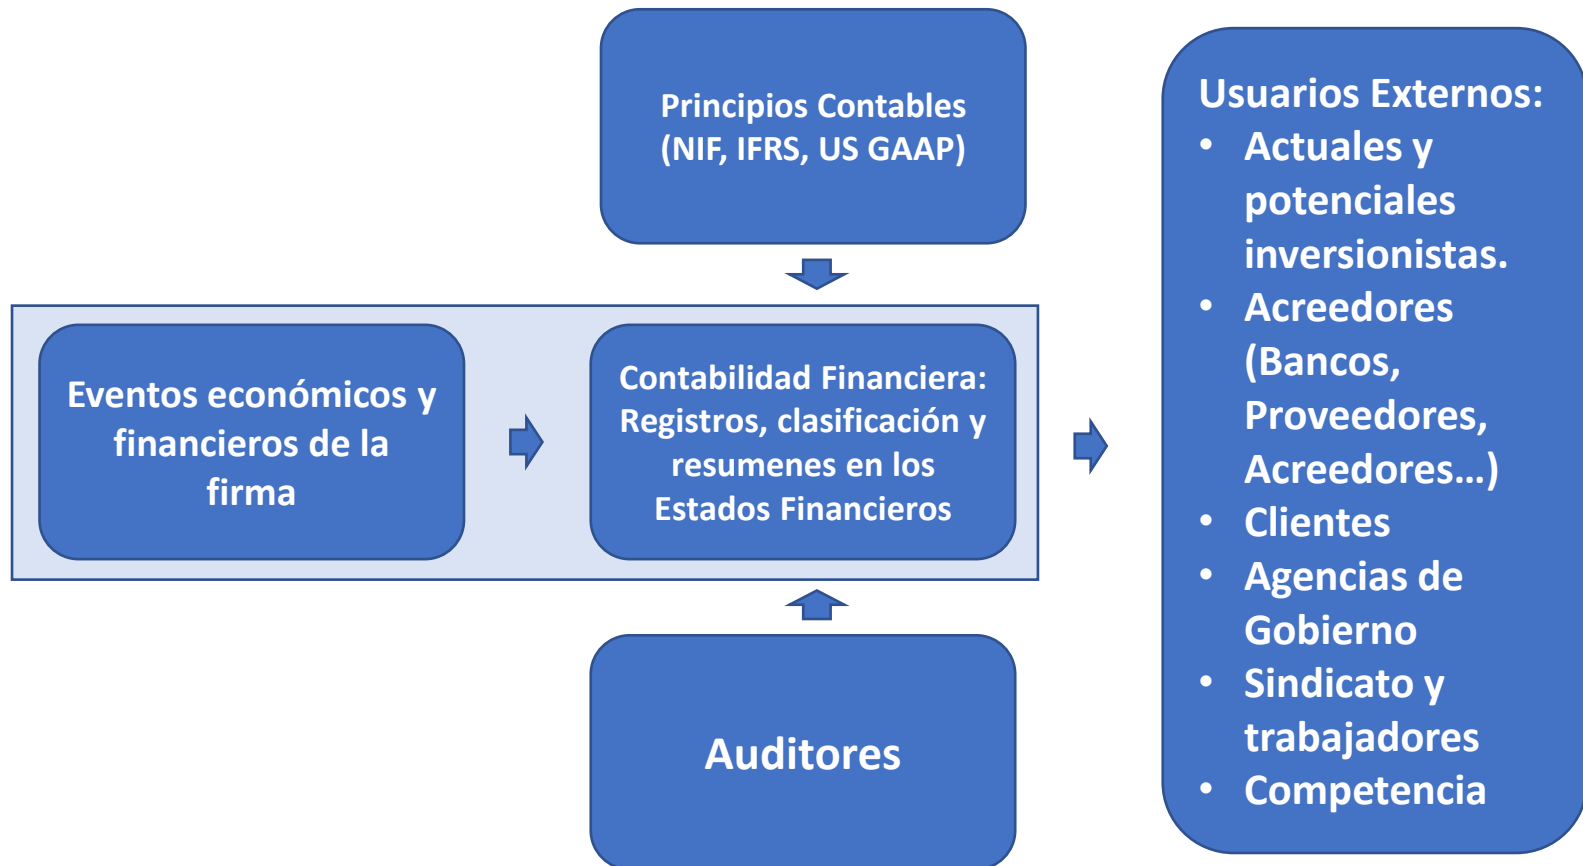 Principios Contables
(NIF, IFRS, US GAAP)
Eventos económicos y
financieros de la
firma
Contabilidad Financiera:
Registros, clasificación y
resumenes en los
Estados Financieros
Auditores
Usuarios Externos:
• Actuales y
potenciales
inversionistas.
• Acreedores
(Bancos,
Proveedores,
Acreedores...)
• Clientes
• Agencias de
Gobierno
• Sindicato y
trabajadores
• Competencia